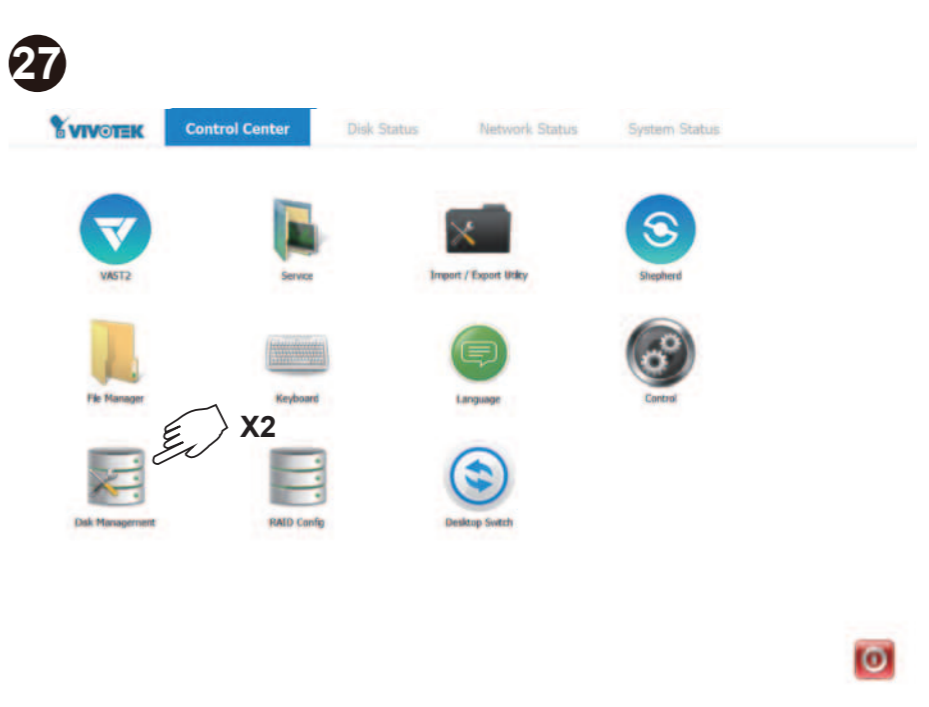 27
VIVOTEK Control Center Disk Status Network Status System Status
VAST2 Service Import / Export Utility Shepherd
File Manager Keyboard Language Control
X2
Disk Management RAID Config Desktop Switch